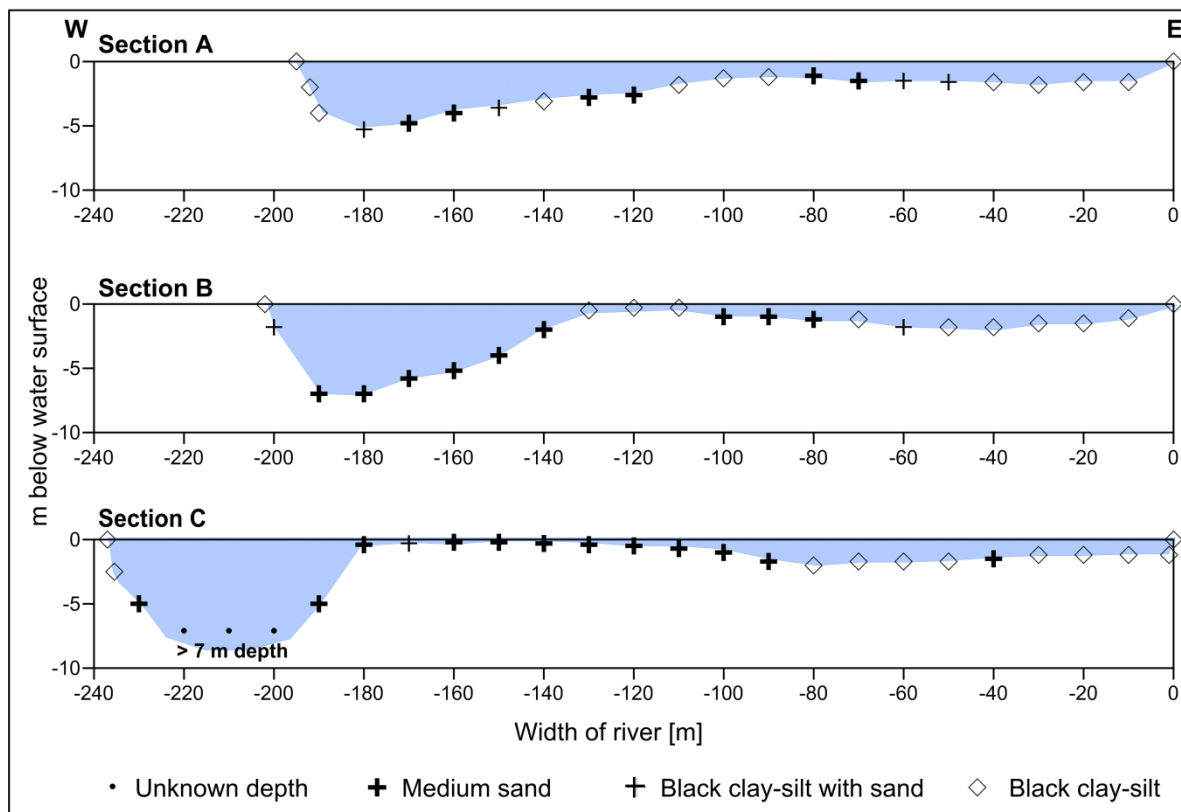 W E
Section A
0
-5
-10
-240 -220 -200 -180 -160 -140 -120 -100 -80 -60 -40 -20 0
Section B
0
-5
-10
-240 -220 -200 -180 -160 -140 -120 -100 -80 -60 -40 -20 0
m below water surface
Section C
0
-5
> 7 m depth
-10
-240 -220 -200 -180 -160 -140 -120 -100 -80 -60 -40 -20 0
Width of river [m]
Unknown depth Medium sand Black clay-silt with sand Black clay-silt